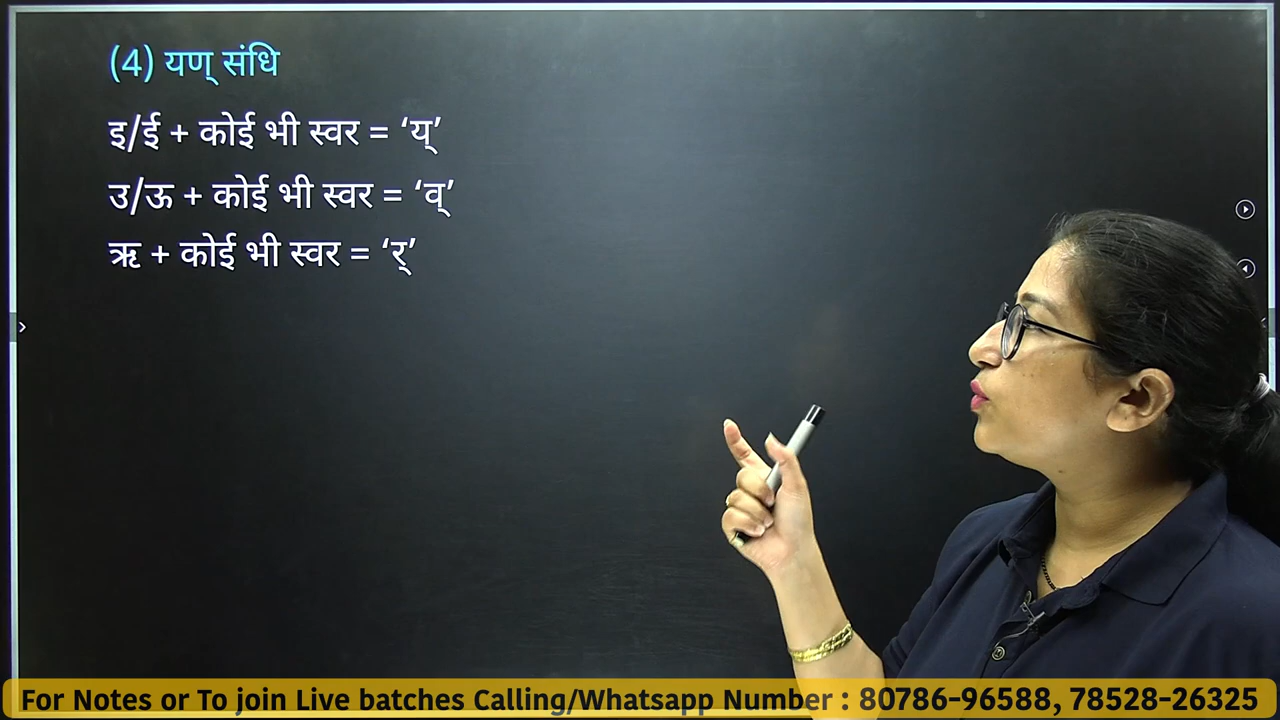 (4) यण् संधि
इ/ई + कोई भी स्वर = ‘य्’
उ/ऊ + कोई भी स्वर = ‘व्’
ऋ + कोई भी स्वर = ‘र्’
For Notes or To join Live batches Calling/Whatsapp Number : 80786-96588, 78528-26325